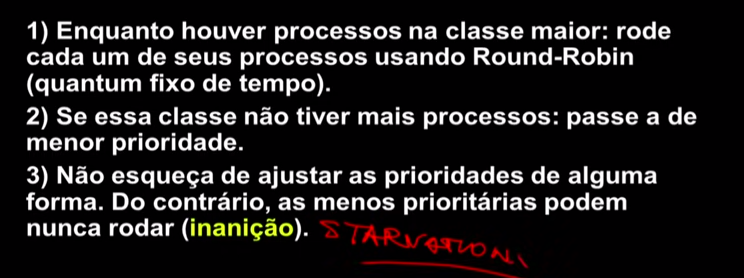 1) Enquanto houver processos na classe maior: rode
cada um de seus processos usando Round-Robin
(quantum fixo de tempo).
2) Se essa classe não tiver mais processos: passe a de
menor prioridade.
3) Não esqueça de ajustar as prioridades de alguma
forma. Do contrário, as menos prioritárias podem
nunca rodar (inanição). STARVATION